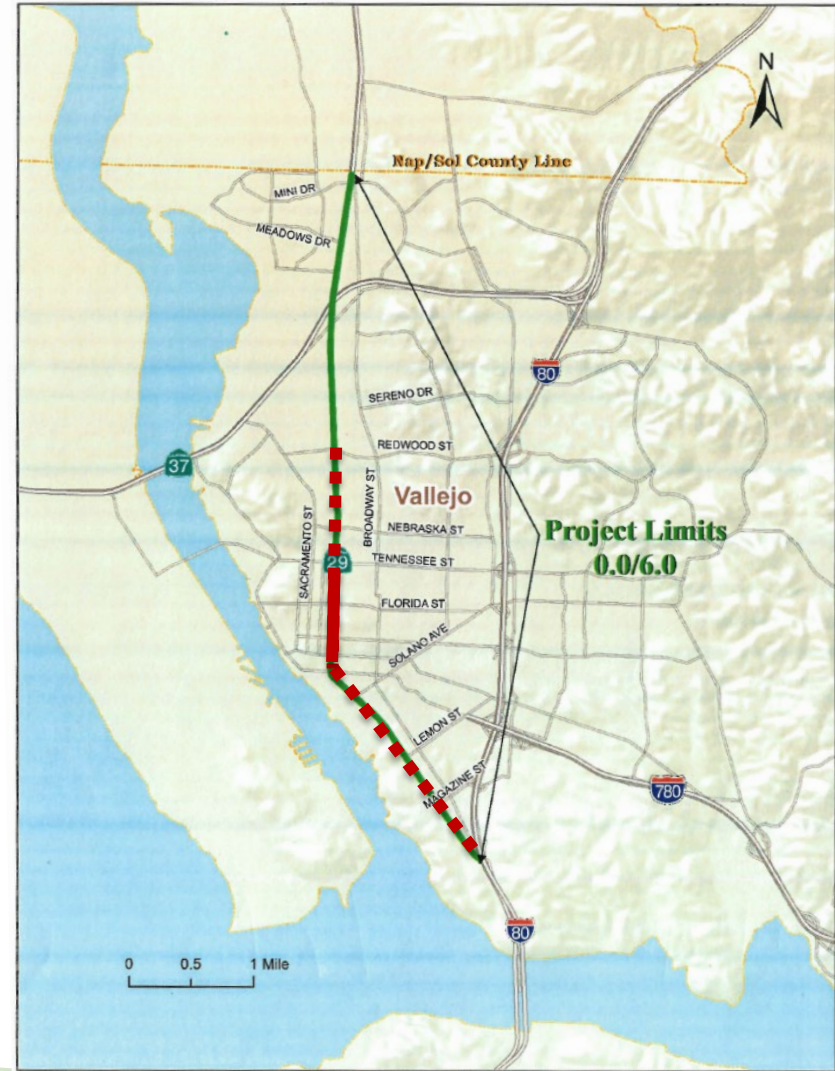 N
Nap/Sol County Line
MINI DR
MEADOWS DR
80
SERENO DR
REDWOOD ST
37
BROADWAY ST
Vallejo
SACRAMENTO ST
NEBRASKA ST
Project Limits
0.0/6.0
TENNESSEE ST
29
FLORIDA ST
SOLANO AVE
LEMON ST
MAGAZINE ST
780
80
0 0.5 1 Mile